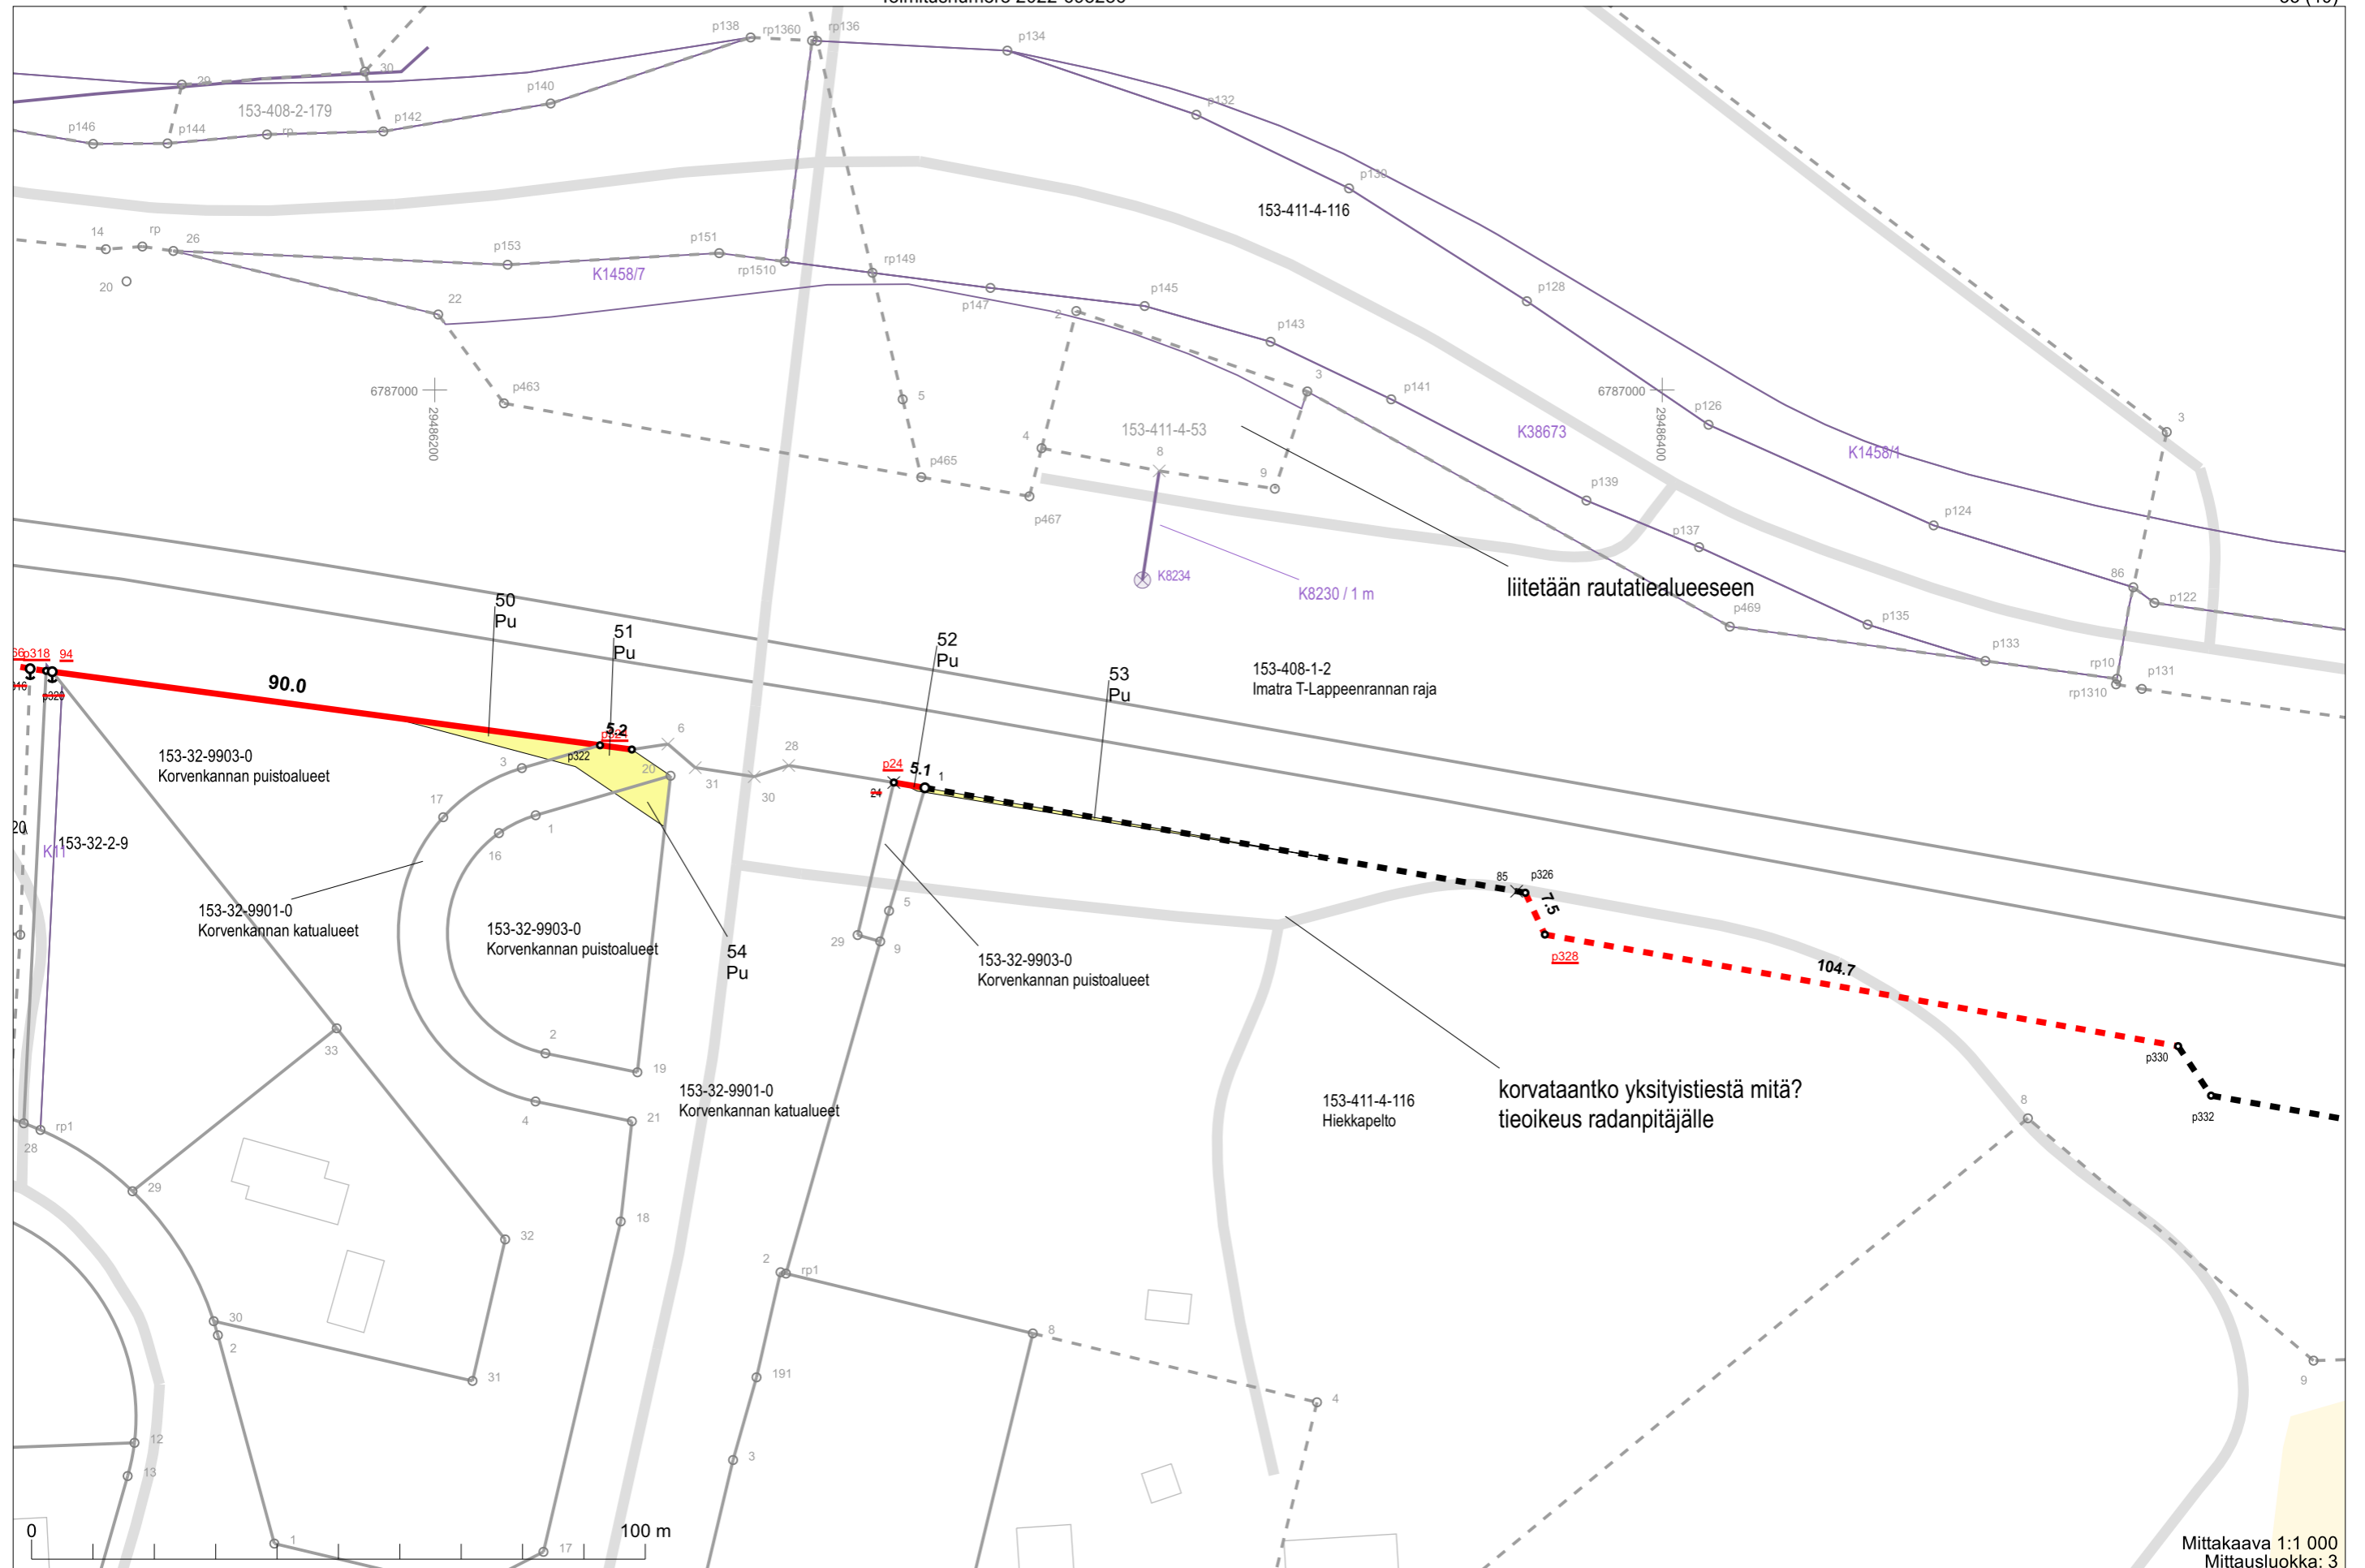 p138
rp1360
rp136
p134
29
30
p132
153-408-2-179
p140
p146
p144
rp
p142
p130
153-411-4-116
14
rp
26
p153
p151
rp1510
rp149
K1458/7
20
22
p147
p145
2
p143
p128
6787000
29486200
p463
5
3
p141
6787000
29486400
p126
3
4
153-411-4-53
8
K38673
K1458/1
p465
9
p467
p139
p124
p137
K8234
K8230 / 1 m
liitetään rautatiealueeseen
86
p122
p469
p135
p133
rp10
rp1310
p131
50
Pu
51
Pu
52
Pu
53
Pu
153-408-1-2
Imatra T-Lappeenrannan raja
66
p318
94
p320
90.0
5.2
p322
6
28
20
31
30
p24
24
5.1
1
153-32-9903-0
Korvenkannan puistoalueet
3
17
1
16
153-32-2-9
K11
153-32-9901-0
Korvenkannan katualueet
153-32-9903-0
Korvenkannan puistoalueet
54
Pu
5
29
9
153-32-9903-0
Korvenkannan puistoalueet
85
p326
7.5
p328
104.7
p330
p332
korvataantko yksityistiestä mitä?
tieoikeus radanpitäjälle
153-411-4-116
Hiekkapelto
8
33
2
19
153-32-9901-0
Korvenkannan katualueet
4
21
rp1
28
29
18
32
2
rp1
30
2
8
31
191
4
9
12
13
3
1
17
0
100 m
Mittakaava 1:1 000
Mittausluokka: 3